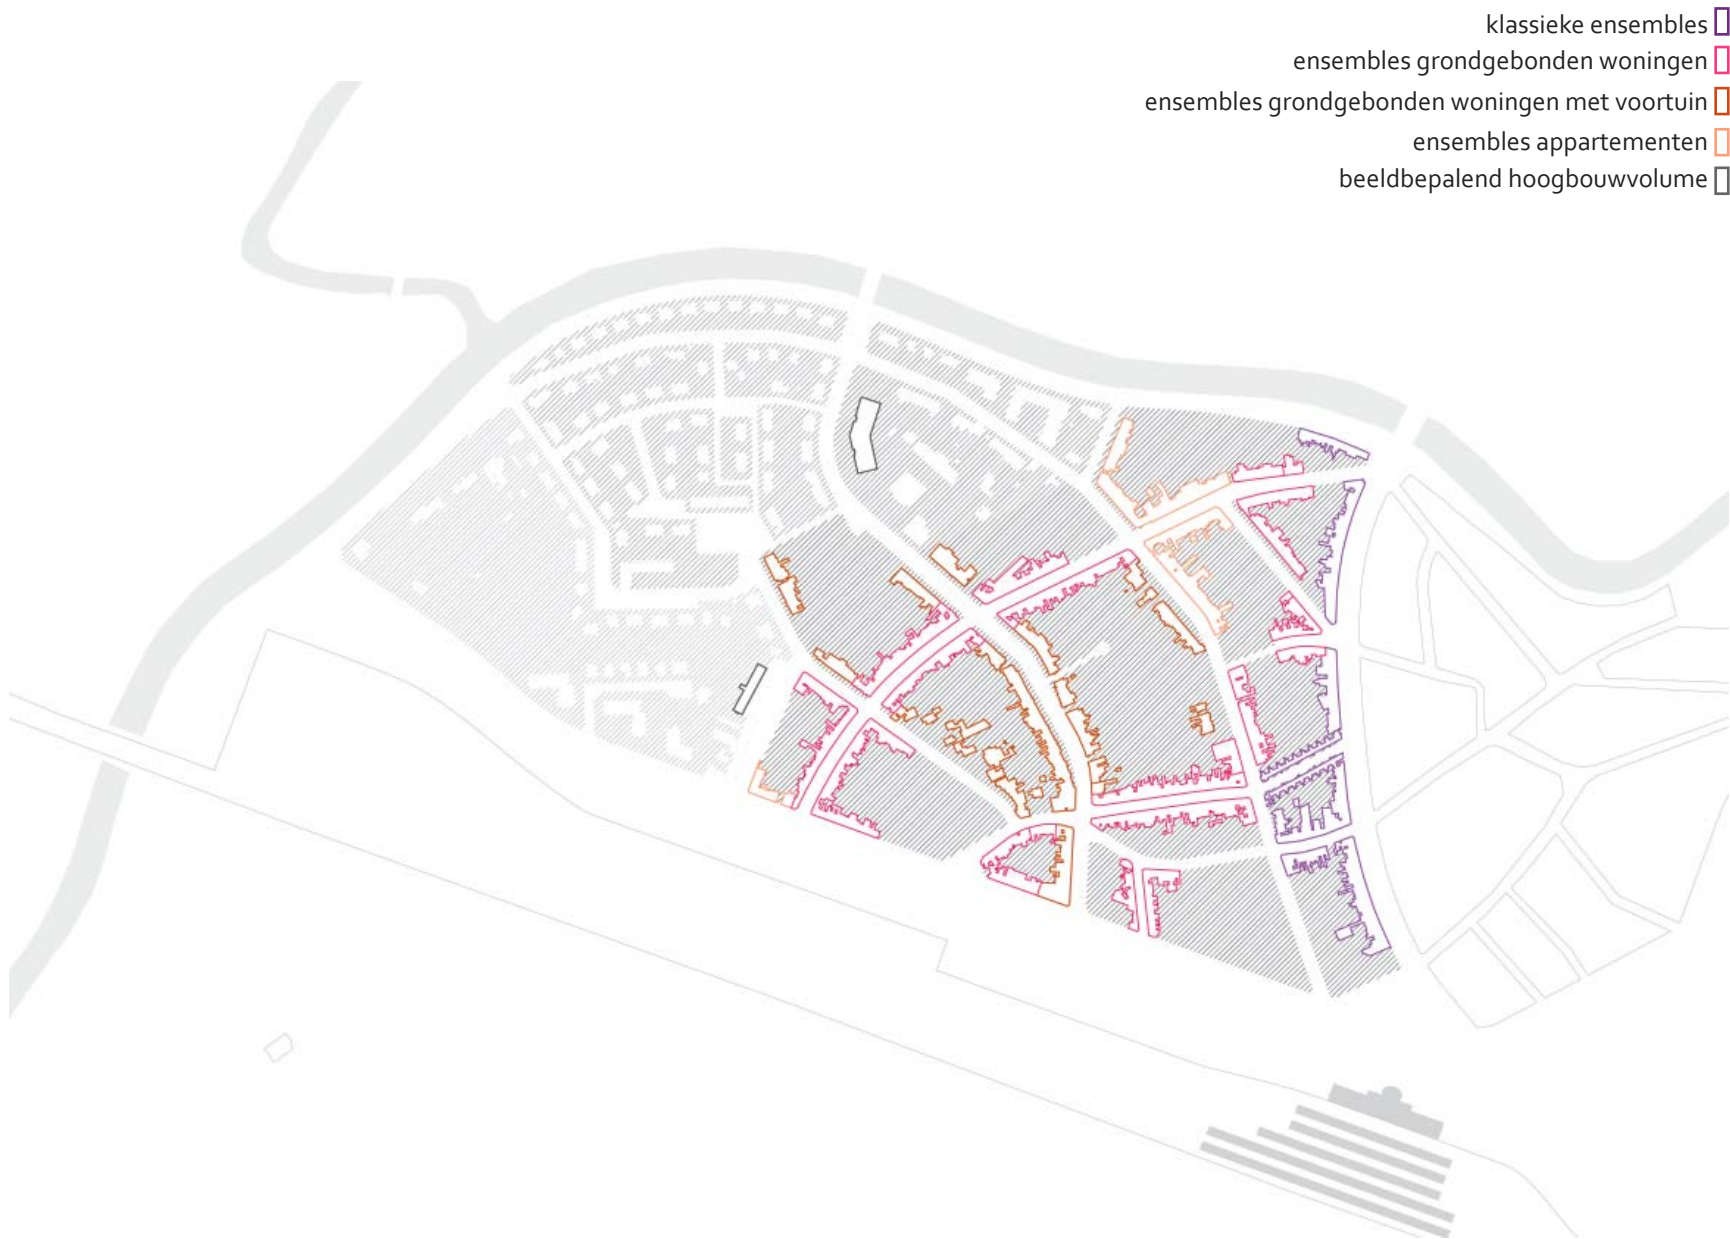 klassieke ensembles
ensembles grondgebonden woningen
ensembles grondgebonden woningen met voortuin
ensembles appartementen
beeldbepalend hoogbouwvolume